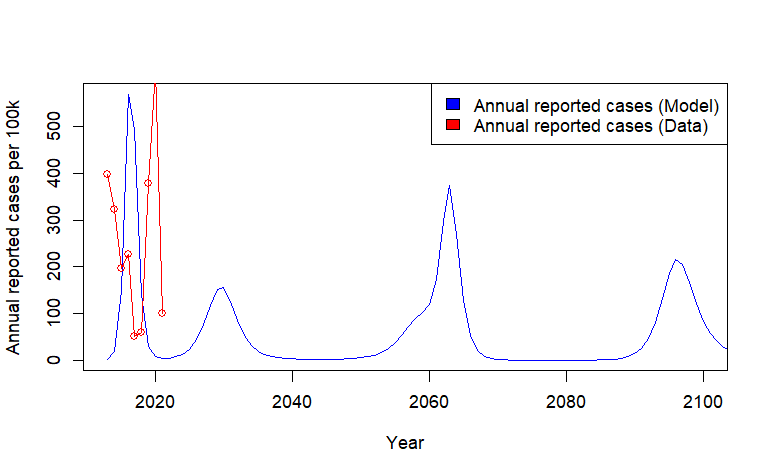 Annual reported cases (Model)
Annual reported cases (Data)
Annual reported cases per 100k
500
400
300
200
100
0
2020 2040 2060 2080 2100
Year